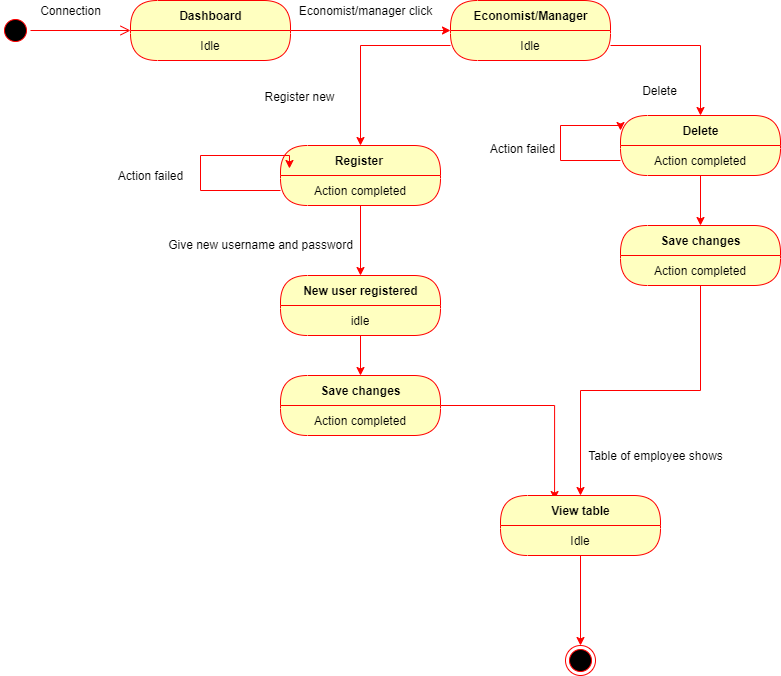 Connection
Dashboard
Idle
Economist/manager click
Economist/Manager
Idle
Register new
Delete
Delete
Action completed
Action failed
Register
Action completed
Action failed
Give new username and password
Save changes
Action completed
New user registered
idle
Save changes
Action completed
Table of employee shows
View table
Idle